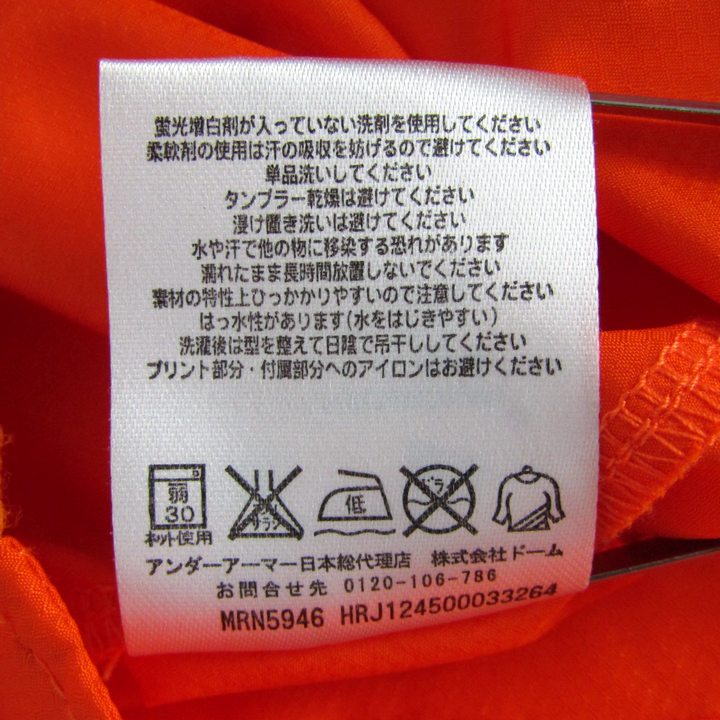 蛍光増白剤が入っていない洗剤を使用してください
柔軟剤の使用は汗の吸収を妨げるので避けてください
単品洗いしてください
タンブラー乾燥は避けてください
浸け置き洗いは避けてください
水や汗で他の物に移染する恐れがあります
濡れたまま長時間放置しないでください
素材の特性上ひっかかりやすいので注意してください
はっ水性があります(水をはじきやすい)
洗濯後は型を整えて日陰で吊干ししてください
プリント部分・付属部分へのアイロンはお避けください
弱 30 エンソサラシ 低 ドライ
ネット使用
アンダーアーマー日本総代理店 株式会社ドーム
お問合せ先 0120-106-786
MRN5946 HRJ124500033264